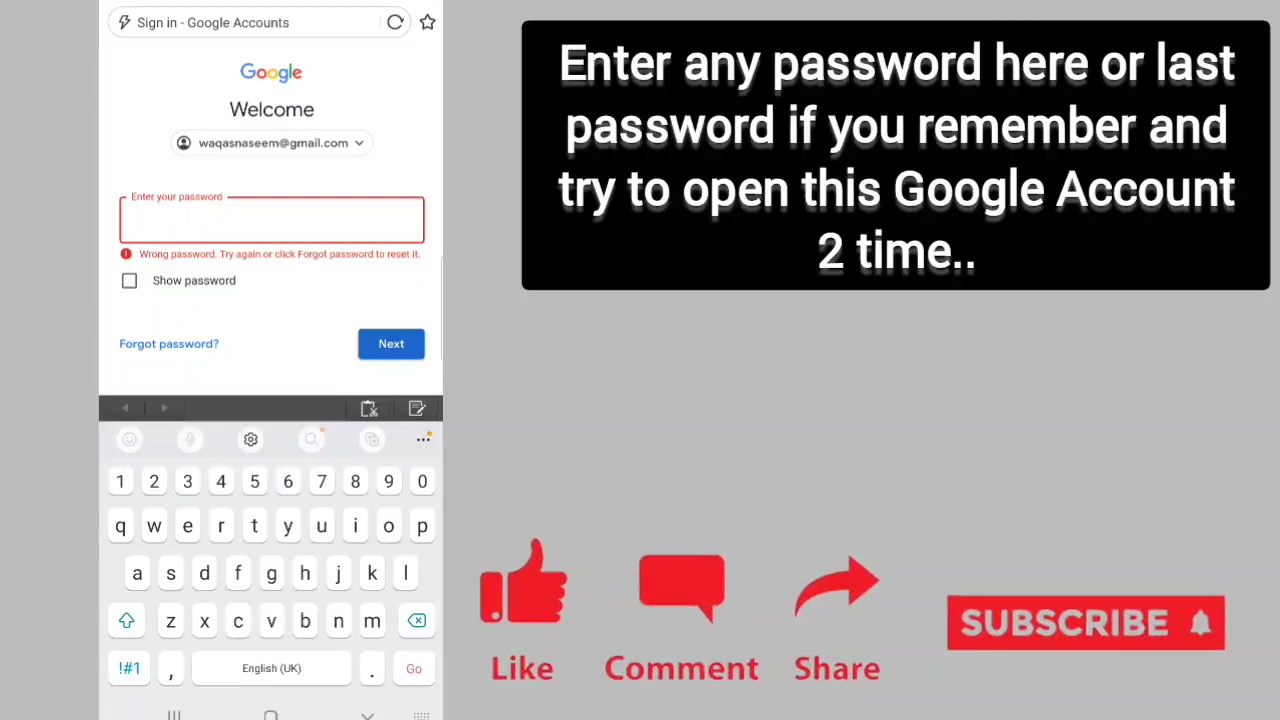 Sign in - Google Accounts
Google
Welcome
waqasnaseem@gmail.com
Enter your password
Wrong password. Try again or click Forgot password to reset it.
Show password
Forgot password?
Next
1 2 3 4 5 6 7 8 9 0
q w e r t y u i o p
a s d f g h j k l
z x c v b n m
!#1 , English (UK) . Go
Enter any password here or last
password if you remember and
try to open this Google Account
2 time..
Like
Comment
Share
SUBSCRIBE